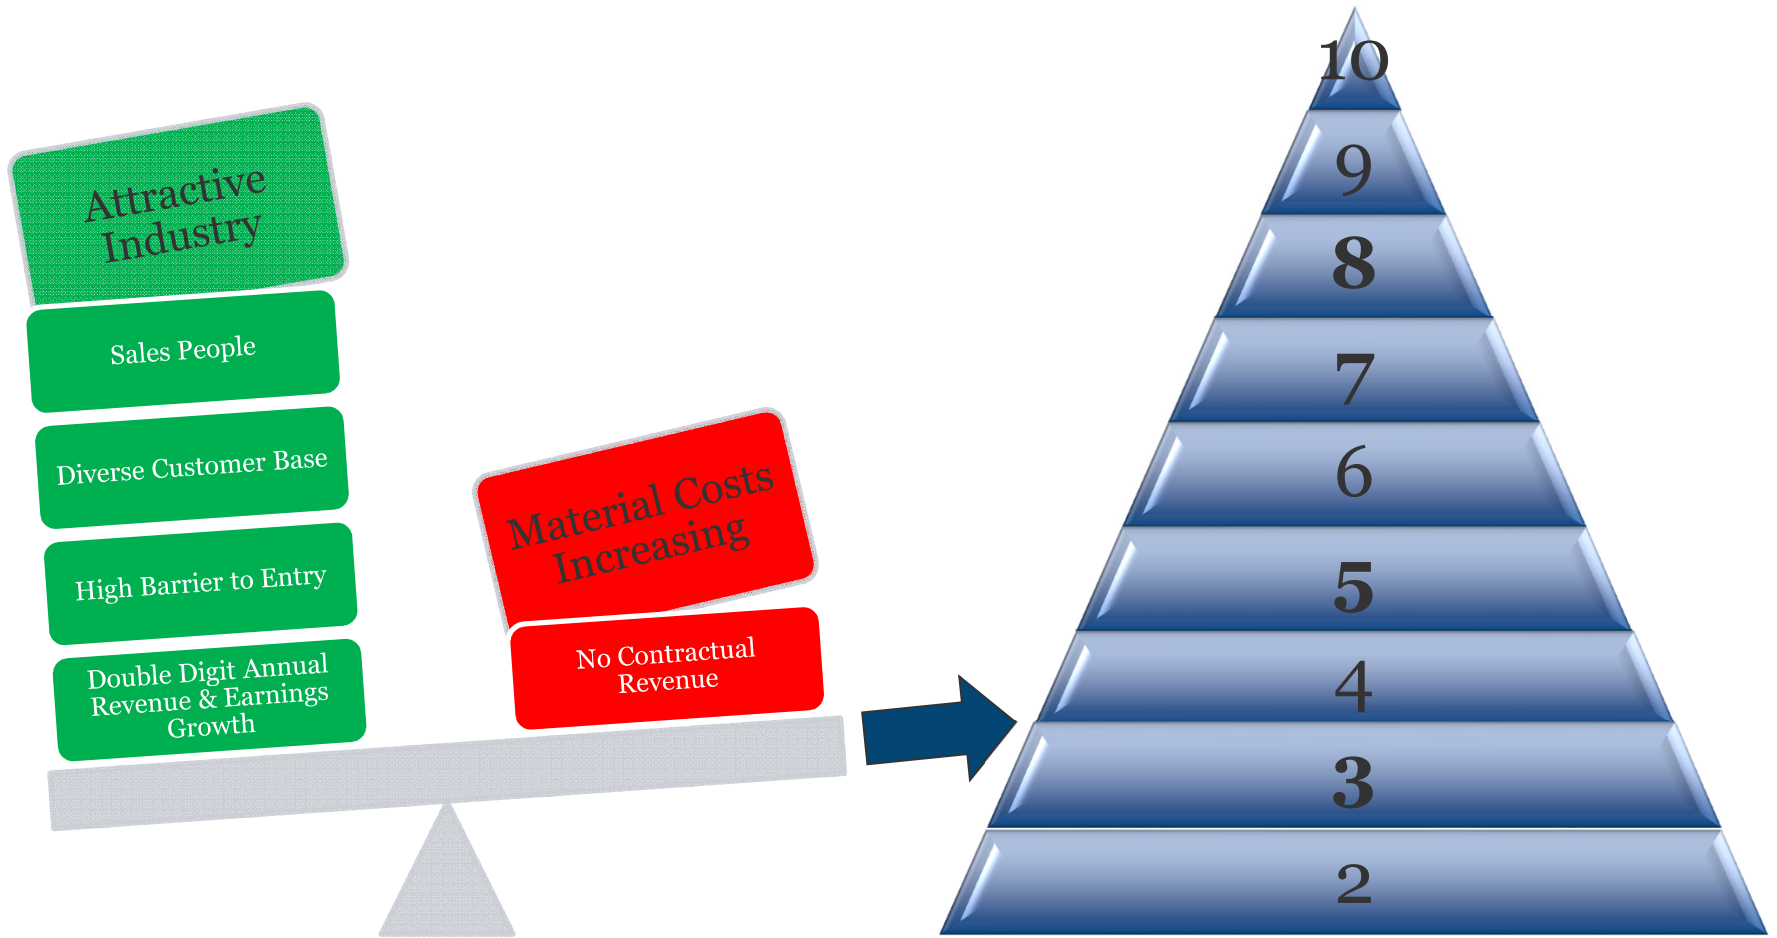 Attractive
Industry
Sales People
Diverse Customer Base
High Barrier to Entry
Double Digit Annual
Revenue & Earnings
Growth
Material Costs
Increasing
No Contractual
Revenue
10
9
8
7
6
5
4
3
2